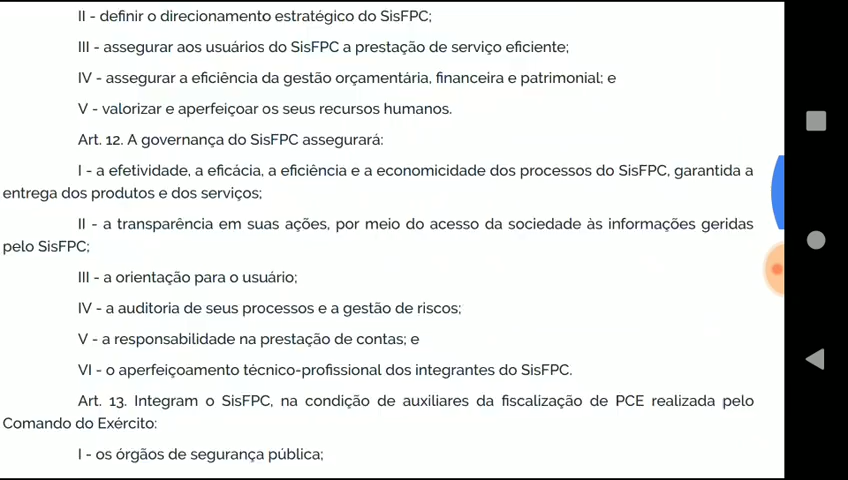 II - definir o direcionamento estratégico do SisFPC;
III - assegurar aos usuários do SisFPC a prestação de serviço eficiente;
IV - assegurar a eficiência da gestão orçamentária, financeira e patrimonial; e
V - valorizar e aperfeiçoar os seus recursos humanos.
Art. 12. A governança do SisFPC assegurará:
I - a efetividade, a eficácia, a eficiência e a economicidade dos processos do SisFPC, garantida a
entrega dos produtos e dos serviços;
II - a transparência em suas ações, por meio do acesso da sociedade às informações geridas
pelo SisFPC;
III - a orientação para o usuário;
IV - a auditoria de seus processos e a gestão de riscos;
V - a responsabilidade na prestação de contas; e
VI - o aperfeiçoamento técnico-profissional dos integrantes do SisFPC.
Art. 13. Integram o SisFPC, na condição de auxiliares da fiscalização de PCE realizada pelo
Comando do Exército:
I - os órgãos de segurança pública;